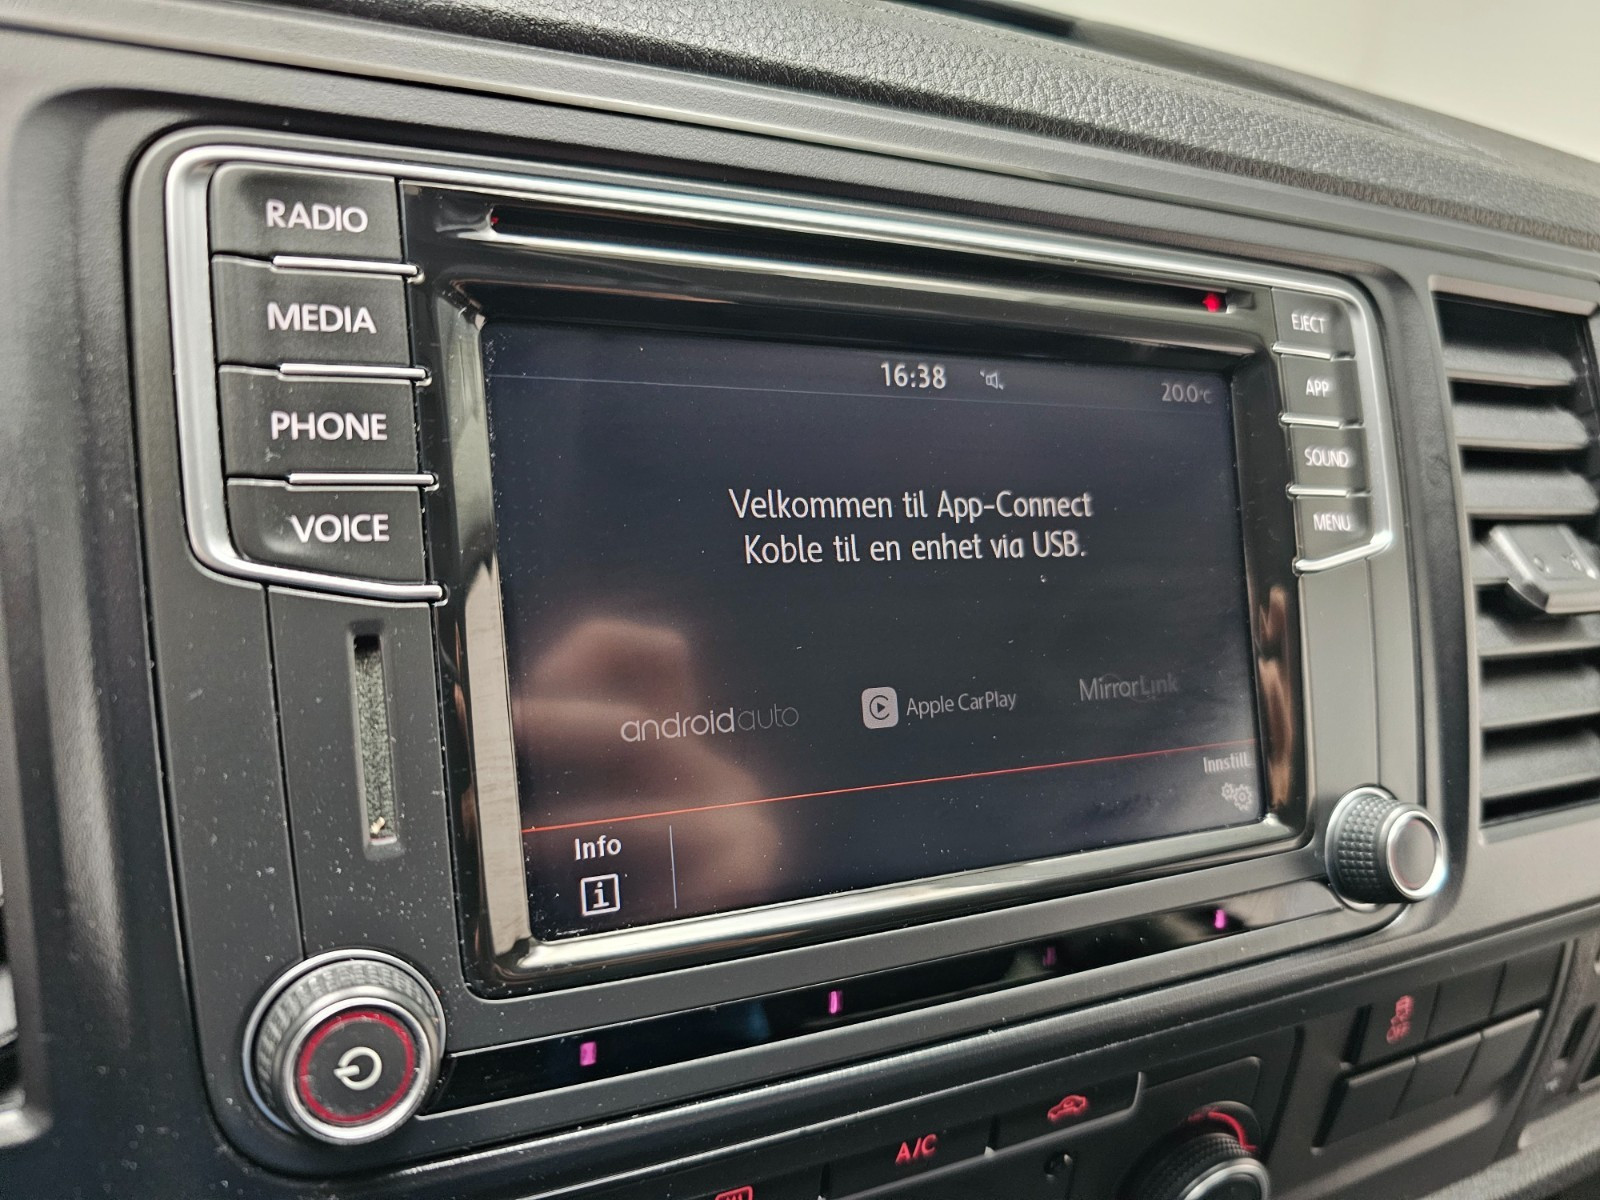 RADIO
MEDIA
PHONE
VOICE
EJECT
APP
SOUND
MENU
16:38
20.0°C
Velkommen til App-Connect
Koble til en enhet via USB.
androidauto
Apple CarPlay
MirrorLink
Innstill.
Info
i
A/C